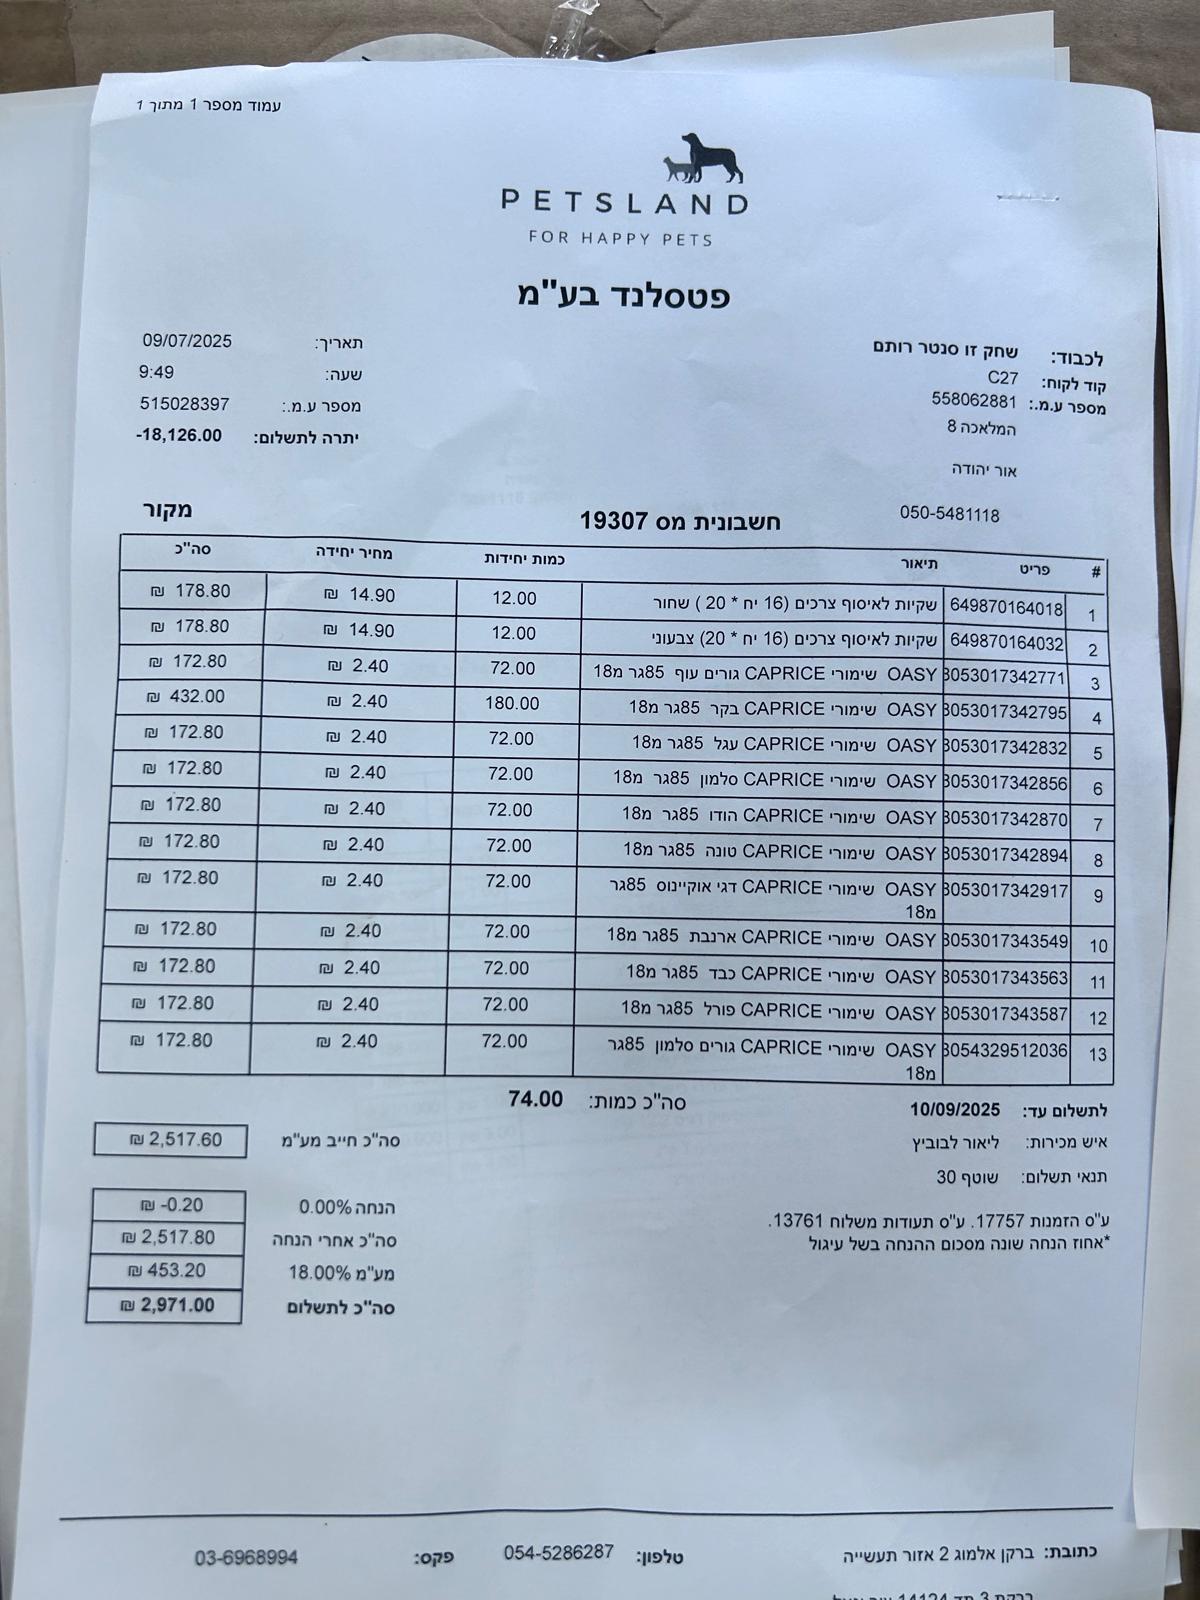 עמוד מספר 1 מתוך 1
PETSLAND
FOR HAPPY PETS
פטסלנד בע"מ
לכבוד: שחק זו סנטר רותם
קוד לקוח: C27
מספר ע.מ.: 558062881
המלאכה 8
אור יהודה
050-5481118
תאריך: 09/07/2025
שעה: 9:49
מספר ע.מ.: 515028397
יתרה לתשלום: -18,126.00
חשבונית מס 19307
מקור
# פריט תיאור כמות יחידות מחיר יחידה סה"כ
1 649870164018 שקיות לאיסוף צרכים (16 יח * 20 ) שחור 12.00 14.90 ₪ 178.80 ₪
2 649870164032 שקיות לאיסוף צרכים (16 יח * 20) צבעוני 12.00 14.90 ₪ 178.80 ₪
3 8053017342771 OASY שימורי CAPRICE גורים עוף 85גר מ18 72.00 2.40 ₪ 172.80 ₪
4 8053017342795 OASY שימורי CAPRICE בקר 85גר מ18 180.00 2.40 ₪ 432.00 ₪
5 8053017342832 OASY שימורי CAPRICE עגל 85גר מ18 72.00 2.40 ₪ 172.80 ₪
6 8053017342856 OASY שימורי CAPRICE סלמון 85גר מ18 72.00 2.40 ₪ 172.80 ₪
7 8053017342870 OASY שימורי CAPRICE הודו 85גר מ18 72.00 2.40 ₪ 172.80 ₪
8 8053017342894 OASY שימורי CAPRICE טונה 85גר מ18 72.00 2.40 ₪ 172.80 ₪
9 8053017342917 OASY שימורי CAPRICE דגי אוקיינוס 85גר 72.00 2.40 ₪ 172.80 ₪
מ18
10 8053017343549 OASY שימורי CAPRICE ארנבת 85גר מ18 72.00 2.40 ₪ 172.80 ₪
11 8053017343563 OASY שימורי CAPRICE כבד 85גר מ18 72.00 2.40 ₪ 172.80 ₪
12 8053017343587 OASY שימורי CAPRICE פורל 85גר מ18 72.00 2.40 ₪ 172.80 ₪
13 8054329512036 OASY שימורי CAPRICE גורים סלמון 85גר 72.00 2.40 ₪ 172.80 ₪
מ18
סה"כ כמות: 74.00
לתשלום עד: 10/09/2025
איש מכירות: ליאור לבוביץ
תנאי תשלום: שוטף 30
ע"ס הזמנות 17757. ע"ס תעודות משלוח 13761.
*אחוז הנחה שונה מסכום ההנחה בשל עיגול
סה"כ חייב מע"מ 2,517.60 ₪
הנחה 0.00% -0.20 ₪
סה"כ אחרי הנחה 2,517.80 ₪
מע"מ 18.00% 453.20 ₪
סה"כ לתשלום 2,971.00 ₪
כתובת: ברקן אלמוג 2 אזור תעשייה טלפון: 054-5286287 פקס: 03-6968994